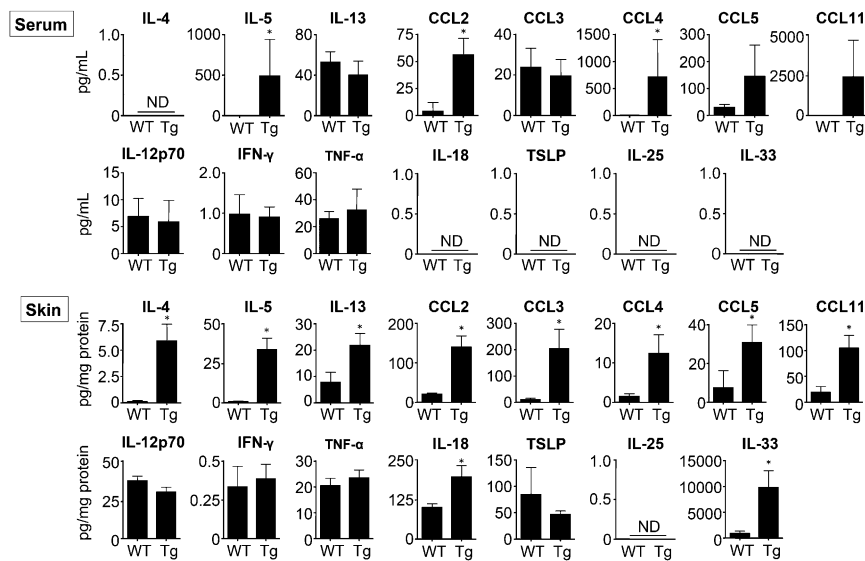 Serum
IL-4 IL-5 IL-13 CCL2 CCL3 CCL4 CCL5 CCL11
pg/mL
1.0 0.5 0 ND WT Tg
1000 500 0 * WT Tg
100 50 0 WT Tg
75 50 25 0 * WT Tg
40 20 0 WT Tg
1500 1000 500 0 * WT Tg
300 200 100 0 WT Tg
5000 2500 0 WT Tg
IL-12p70 IFN-γ TNF-α IL-18 TSLP IL-25 IL-33
pg/mL
15 10 5 0 WT Tg
2.0 1.0 0 WT Tg
60 40 20 0 WT Tg
1.0 0.5 0 ND WT Tg
1.0 0.5 0 ND WT Tg
1.0 0.5 0 ND WT Tg
1.0 0.5 0 ND WT Tg
Skin
IL-4 IL-5 IL-13 CCL2 CCL3 CCL4 CCL5 CCL11
pg/mg protein
7.5 5.0 2.5 0 * WT Tg
50 25 0 * WT Tg
30 20 10 0 * WT Tg
200 100 0 * WT Tg
300 200 100 0 * WT Tg
20 10 0 * WT Tg
40 20 0 * WT Tg
150 100 50 0 * WT Tg
IL-12p70 IFN-γ TNF-α IL-18 TSLP IL-25 IL-33
pg/mg protein
50 25 0 WT Tg
0.5 0.25 0 WT Tg
30 20 10 0 WT Tg
250 125 0 * WT Tg
150 100 50 0 WT Tg
1.0 0.5 0 ND WT Tg
15000 10000 5000 0 * WT Tg